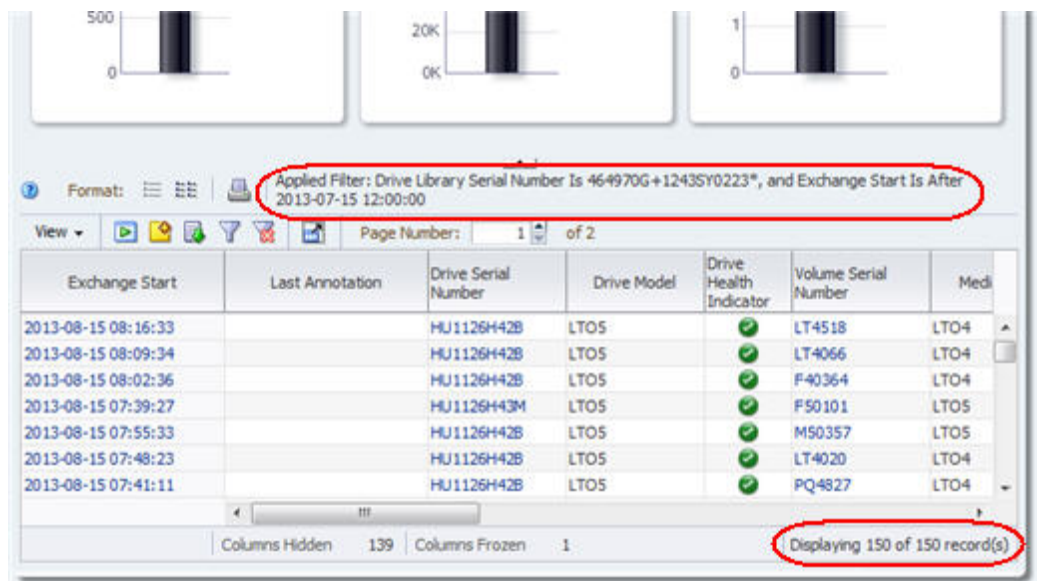 500
0
20K
0K
1
0
Format:
Applied Filter: Drive Library Serial Number Is 464970G+1243SY0223*, and Exchange Start Is After
2013-07-15 12:00:00
View
Page Number: 1 of 2
Exchange Start Last Annotation Drive Serial Number Drive Model Drive Health Indicator Volume Serial Number Medi
2013-08-15 08:16:33 HU1126H42B LTO5 LT4518 LTO4
2013-08-15 08:09:34 HU1126H42B LTO5 LT4066 LTO4
2013-08-15 08:02:36 HU1126H42B LTO5 F40364 LTO4
2013-08-15 07:39:27 HU1126H43M LTO5 F50101 LTO5
2013-08-15 07:55:33 HU1126H42B LTO5 M50357 LTO5
2013-08-15 07:48:23 HU1126H42B LTO5 LT4020 LTO4
2013-08-15 07:41:11 HU1126H42B LTO5 PQ4827 LTO4
Columns Hidden 139 Columns Frozen 1 Displaying 150 of 150 record(s)